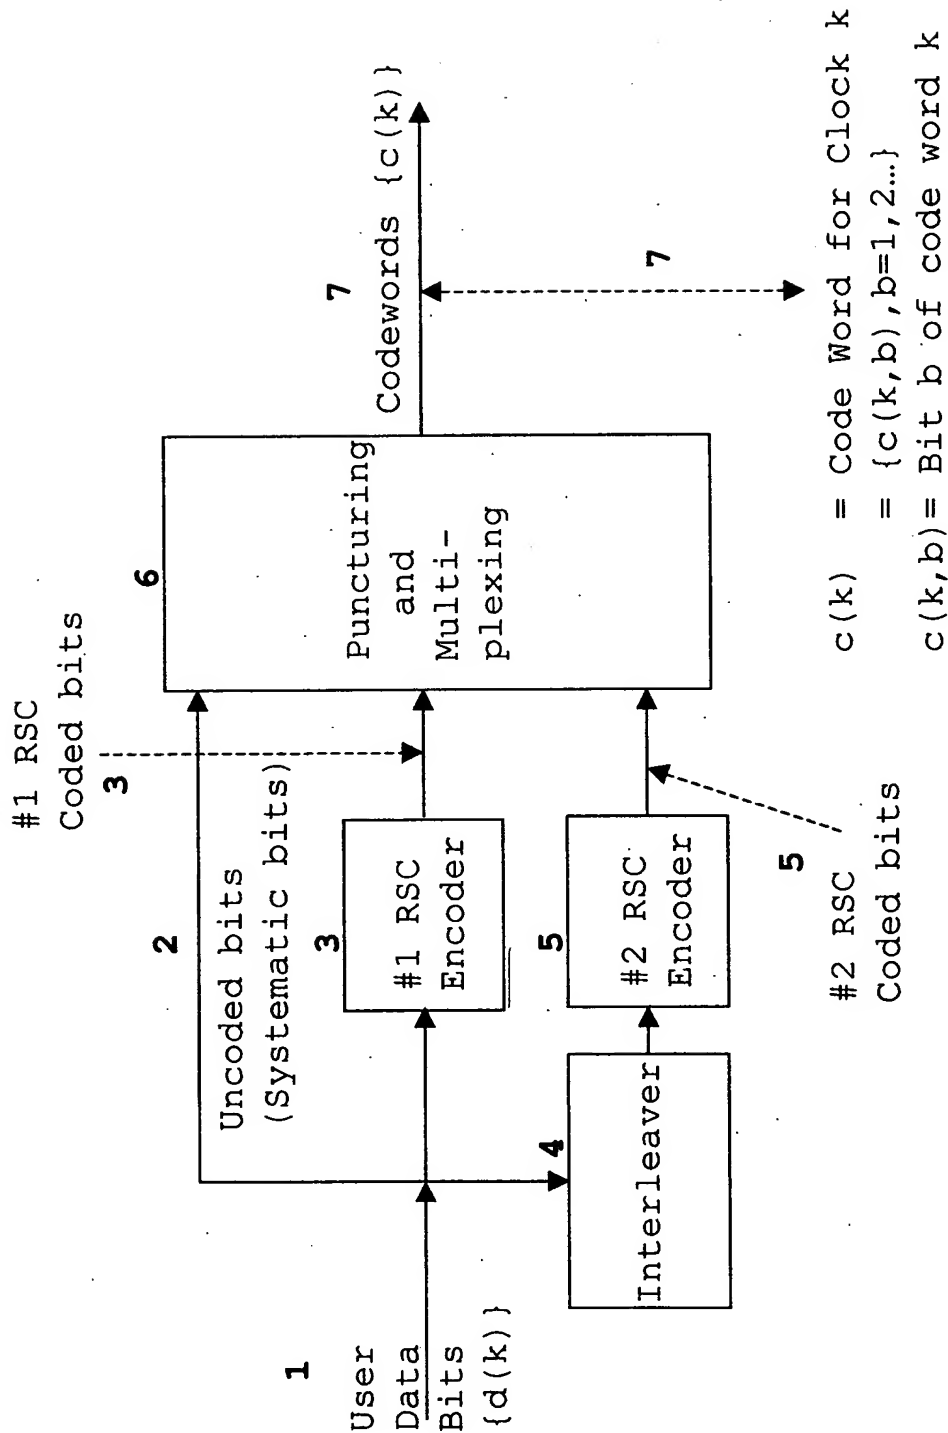 1
User
Data
Bits
{d(k)}
2
Uncoded bits
(Systematic bits)
#1 RSC
Coded bits
3
3
#1 RSC
Encoder
4
Interleaver
5
#2 RSC
Encoder
5
#2 RSC
Coded bits
6
Puncturing
and
Multi-
plexing
7
Codewords {c(k)}
7
c(k) = Code Word for Clock k
= {c(k,b),b=1,2…}
c(k,b)= Bit b of code word k